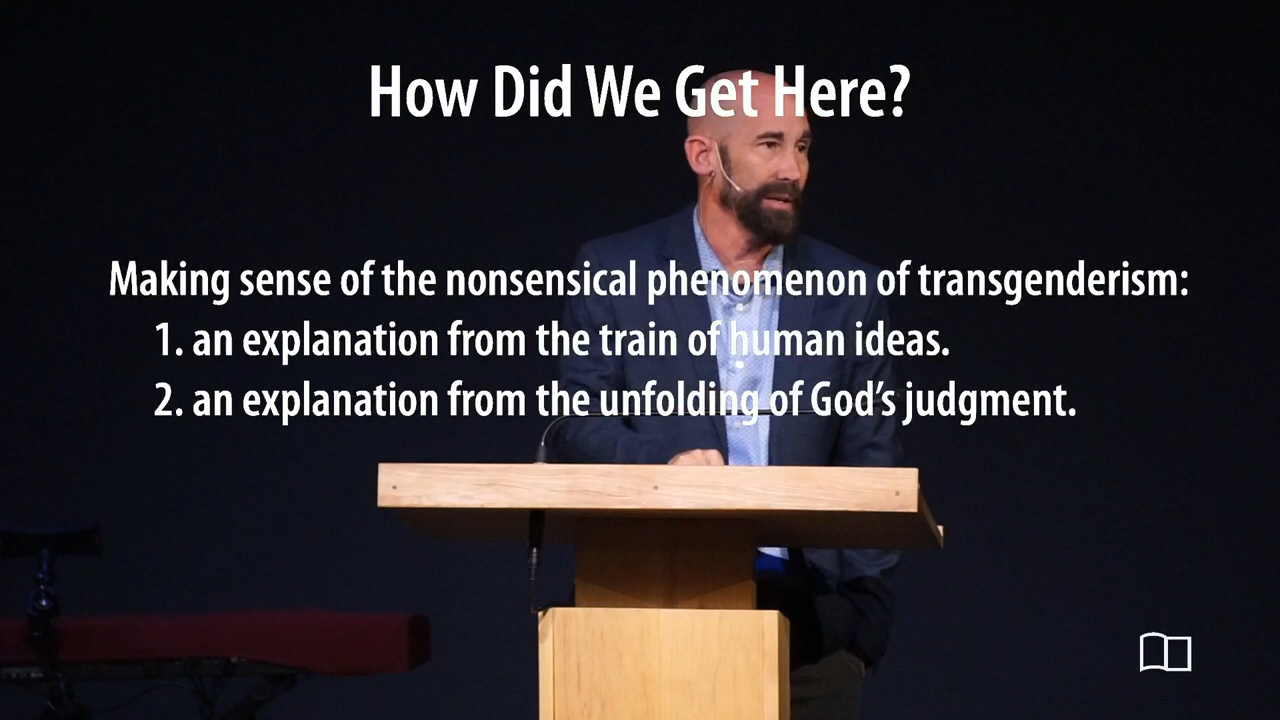 How Did We Get Here?
Making sense of the nonsensical phenomenon of transgenderism:
1. an explanation from the train of human ideas.
2. an explanation from the unfolding of God's judgment.